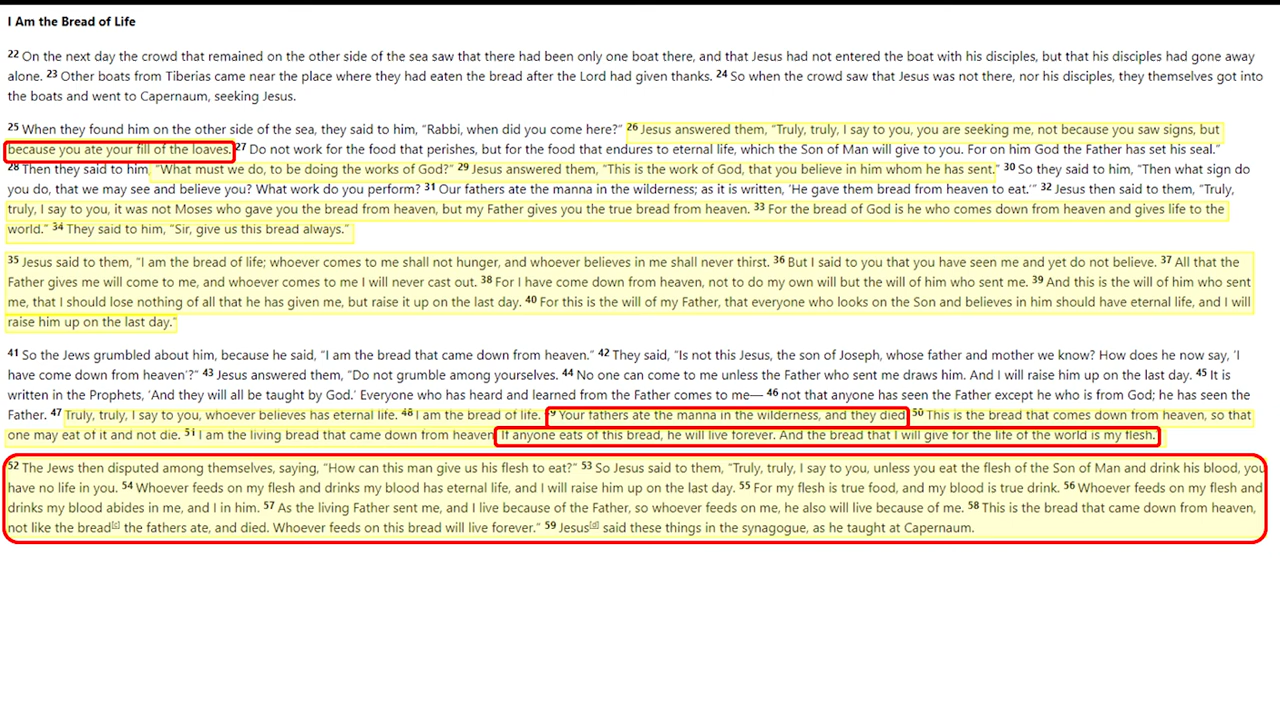 I Am the Bread of Life
22 On the next day the crowd that remained on the other side of the sea saw that there had been only one boat there, and that Jesus had not entered the boat with his disciples, but that his disciples had gone away
alone. 23 Other boats from Tiberias came near the place where they had eaten the bread after the Lord had given thanks. 24 So when the crowd saw that Jesus was not there, nor his disciples, they themselves got into
the boats and went to Capernaum, seeking Jesus.
25 When they found him on the other side of the sea, they said to him, “Rabbi, when did you come here?” 26 Jesus answered them, “Truly, truly, I say to you, you are seeking me, not because you saw signs, but
because you ate your fill of the loaves. 27 Do not work for the food that perishes, but for the food that endures to eternal life, which the Son of Man will give to you. For on him God the Father has set his seal.”
28 Then they said to him, “What must we do, to be doing the works of God?” 29 Jesus answered them, “This is the work of God, that you believe in him whom he has sent.” 30 So they said to him, “Then what sign do
you do, that we may see and believe you? What work do you perform? 31 Our fathers ate the manna in the wilderness; as it is written, ‘He gave them bread from heaven to eat.’” 32 Jesus then said to them, “Truly,
truly, I say to you, it was not Moses who gave you the bread from heaven, but my Father gives you the true bread from heaven. 33 For the bread of God is he who comes down from heaven and gives life to the
world.” 34 They said to him, “Sir, give us this bread always.”
35 Jesus said to them, “I am the bread of life; whoever comes to me shall not hunger, and whoever believes in me shall never thirst. 36 But I said to you that you have seen me and yet do not believe. 37 All that the
Father gives me will come to me, and whoever comes to me I will never cast out. 38 For I have come down from heaven, not to do my own will but the will of him who sent me. 39 And this is the will of him who sent
me, that I should lose nothing of all that he has given me, but raise it up on the last day. 40 For this is the will of my Father, that everyone who looks on the Son and believes in him should have eternal life, and I will
raise him up on the last day.”
41 So the Jews grumbled about him, because he said, “I am the bread that came down from heaven.” 42 They said, “Is not this Jesus, the son of Joseph, whose father and mother we know? How does he now say, ‘I
have come down from heaven’?” 43 Jesus answered them, “Do not grumble among yourselves. 44 No one can come to me unless the Father who sent me draws him. And I will raise him up on the last day. 45 It is
written in the Prophets, ‘And they will all be taught by God.’ Everyone who has heard and learned from the Father comes to me— 46 not that anyone has seen the Father except he who is from God; he has seen the
Father. 47 Truly, truly, I say to you, whoever believes has eternal life. 48 I am the bread of life. 49 Your fathers ate the manna in the wilderness, and they died. 50 This is the bread that comes down from heaven, so that
one may eat of it and not die. 51 I am the living bread that came down from heaven. If anyone eats of this bread, he will live forever. And the bread that I will give for the life of the world is my flesh.
52 The Jews then disputed among themselves, saying, “How can this man give us his flesh to eat?” 53 So Jesus said to them, “Truly, truly, I say to you, unless you eat the flesh of the Son of Man and drink his blood, you
have no life in you. 54 Whoever feeds on my flesh and drinks my blood has eternal life, and I will raise him up on the last day. 55 For my flesh is true food, and my blood is true drink. 56 Whoever feeds on my flesh and
drinks my blood abides in me, and I in him. 57 As the living Father sent me, and I live because of the Father, so whoever feeds on me, he also will live because of me. 58 This is the bread that came down from heaven,
not like the bread[c] the fathers ate, and died. Whoever feeds on this bread will live forever.” 59 Jesus[d] said these things in the synagogue, as he taught at Capernaum.